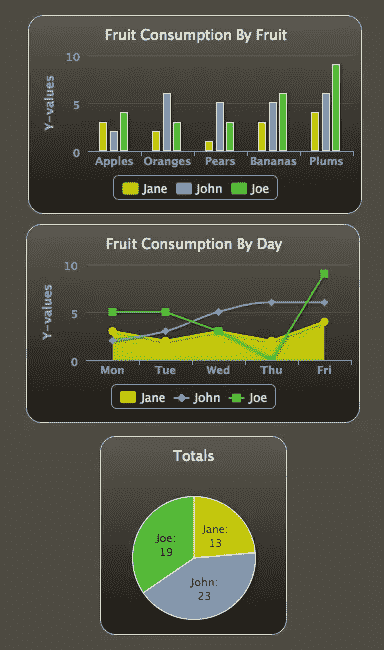 Fruit Consumption By Fruit
10
5
0
Y-values
Apples Oranges Pears Bananas Plums
Jane John Joe
Fruit Consumption By Day
10
5
0
Y-values
Mon Tue Wed Thu Fri
Jane John Joe
Totals
Joe:
19
Jane:
13
John:
23